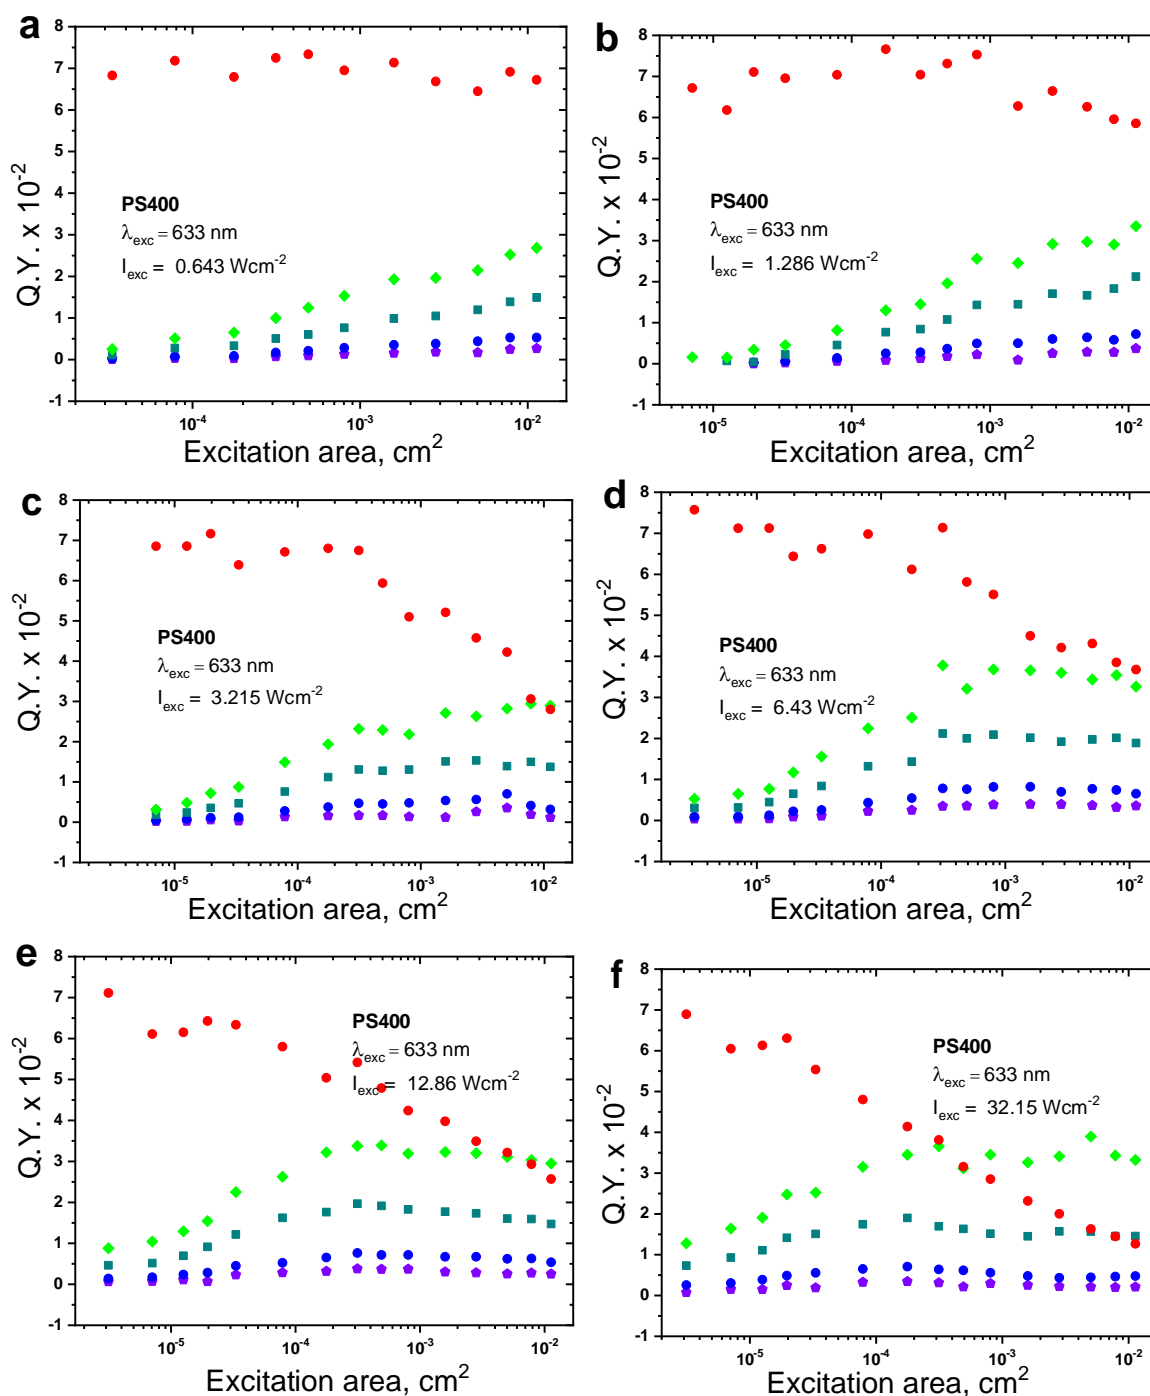 a
8
7
6
5
4
3
2
1
0
-1
Q.Y. x 10-2
PS400
λexc = 633 nm
Iexc = 0.643 Wcm-2
10-4
10-3
10-2
Excitation area, cm2
b
8
7
6
5
4
3
2
1
0
-1
Q.Y. x 10-2
PS400
λexc = 633 nm
Iexc = 1.286 Wcm-2
10-5
10-4
10-3
10-2
Excitation area, cm2
c
8
7
6
5
4
3
2
1
0
-1
Q.Y. x 10-2
PS400
λexc = 633 nm
Iexc = 3.215 Wcm-2
10-5
10-4
10-3
10-2
Excitation area, cm2
d
8
7
6
5
4
3
2
1
0
-1
Q.Y. x 10-2
PS400
λexc = 633 nm
Iexc = 6.43 Wcm-2
10-5
10-4
10-3
10-2
Excitation area, cm2
e
8
7
6
5
4
3
2
1
0
-1
Q.Y. x 10-2
PS400
λexc = 633 nm
Iexc = 12.86 Wcm-2
10-5
10-4
10-3
10-2
Excitation area, cm2
f
8
7
6
5
4
3
2
1
0
-1
Q.Y. x 10-2
PS400
λexc = 633 nm
Iexc = 32.15 Wcm-2
10-5
10-4
10-3
10-2
Excitation area, cm2